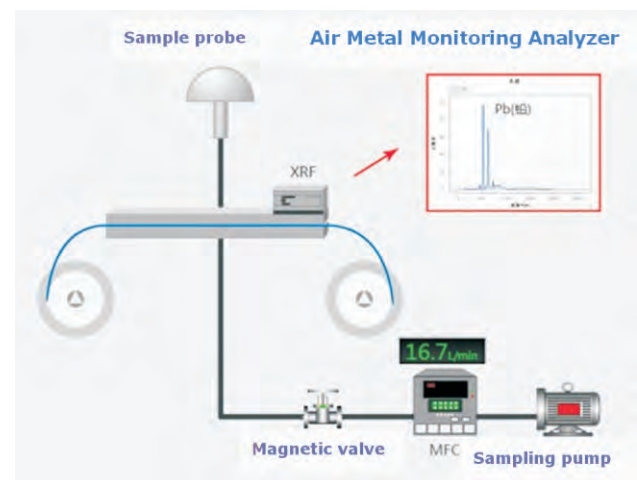 Sample probe
Air Metal Monitoring Analyzer
Pb(铅)
XRF
16.7L/min
Magnetic valve
MFC
Sampling pump